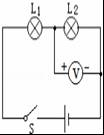 L₁ L₂
+ V −
S